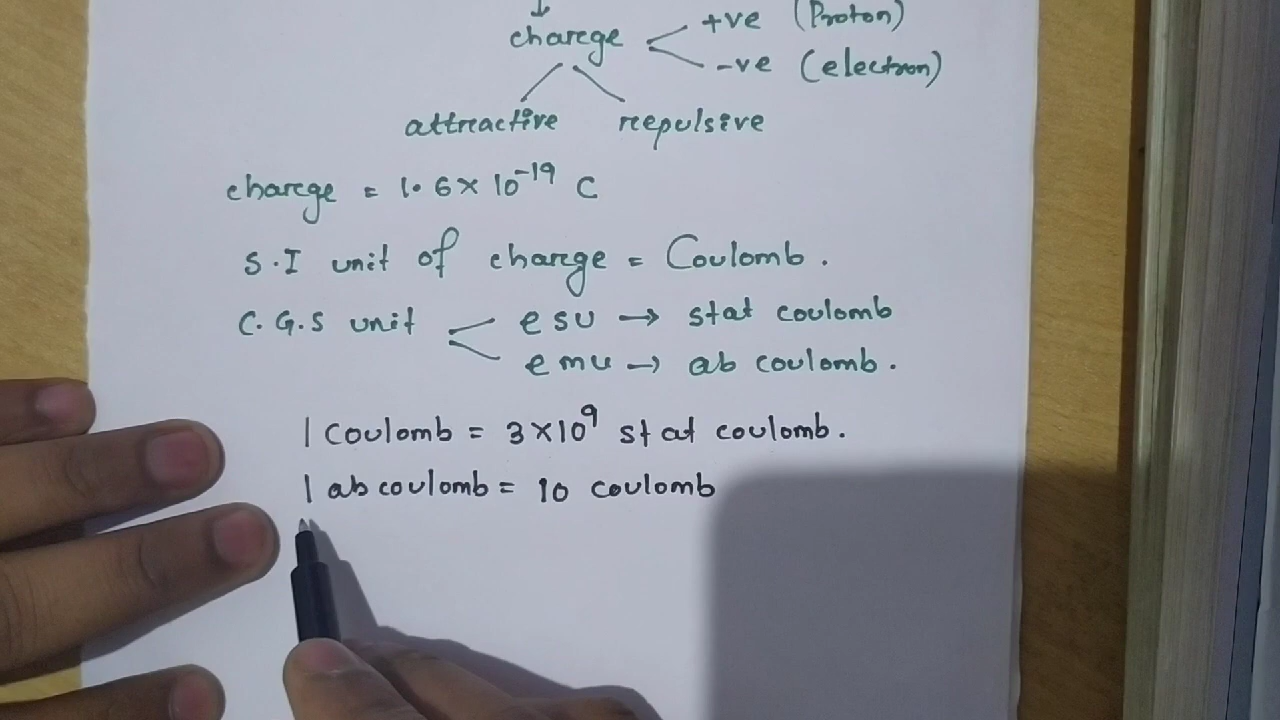 charge +ve (Proton)
-ve (electron)
attractive repulsive
charge = 1.6 × 10⁻¹⁹ C
S.I unit of charge = Coulomb.
C.G.S unit esu → stat coulomb
emu → ab coulomb.
1 Coulomb = 3×10⁹ stat coulomb.
1 ab coulomb = 10 coulomb